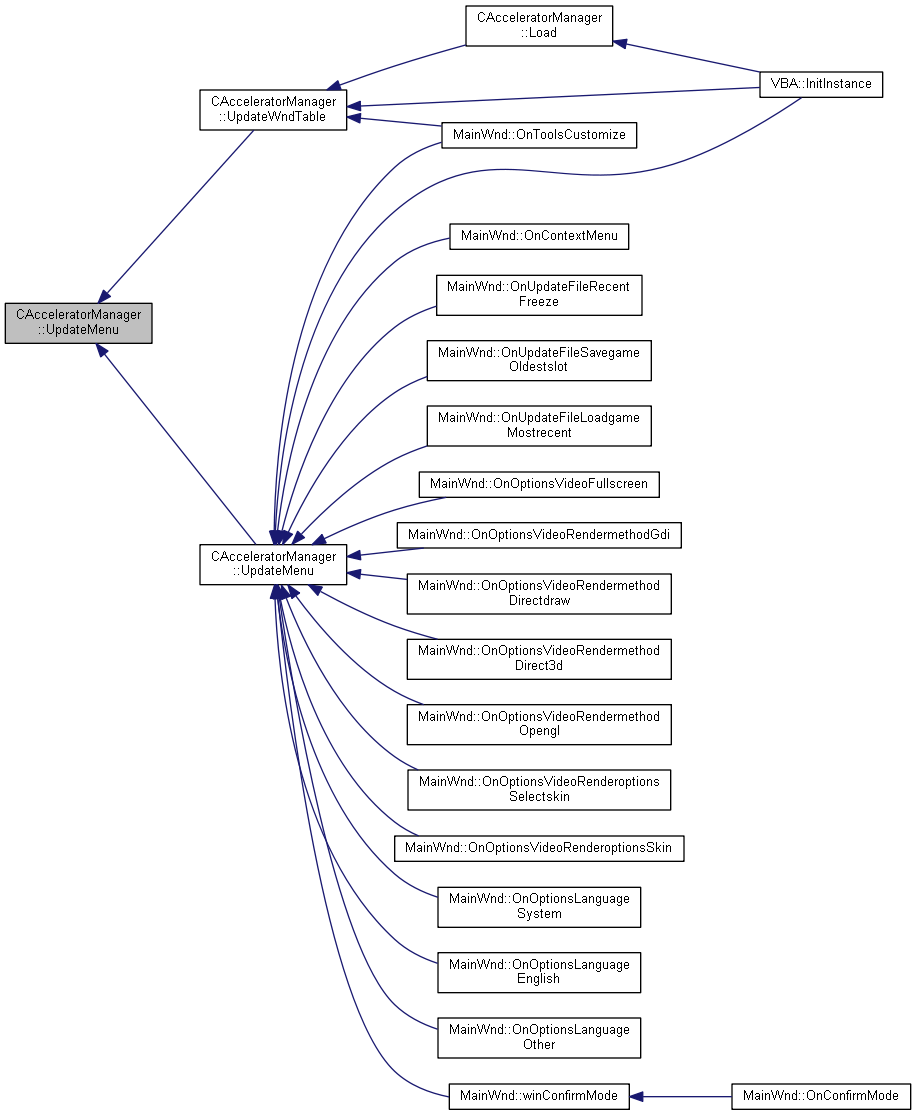 CAcceleratorManager
::Load
VBA::InitInstance
CAcceleratorManager
::UpdateWndTable
MainWnd::OnToolsCustomize
MainWnd::OnContextMenu
MainWnd::OnUpdateFileRecent
Freeze
CAcceleratorManager
::UpdateMenu
MainWnd::OnUpdateFileSavegame
Oldestslot
MainWnd::OnUpdateFileLoadgame
Mostrecent
MainWnd::OnOptionsVideoFullscreen
MainWnd::OnOptionsVideoRendermethodGdi
CAcceleratorManager
::UpdateMenu
MainWnd::OnOptionsVideoRendermethod
Directdraw
MainWnd::OnOptionsVideoRendermethod
Direct3d
MainWnd::OnOptionsVideoRendermethod
Opengl
MainWnd::OnOptionsVideoRenderoptions
Selectskin
MainWnd::OnOptionsVideoRenderoptionsSkin
MainWnd::OnOptionsLanguage
System
MainWnd::OnOptionsLanguage
English
MainWnd::OnOptionsLanguage
Other
MainWnd::winConfirmMode
MainWnd::OnConfirmMode